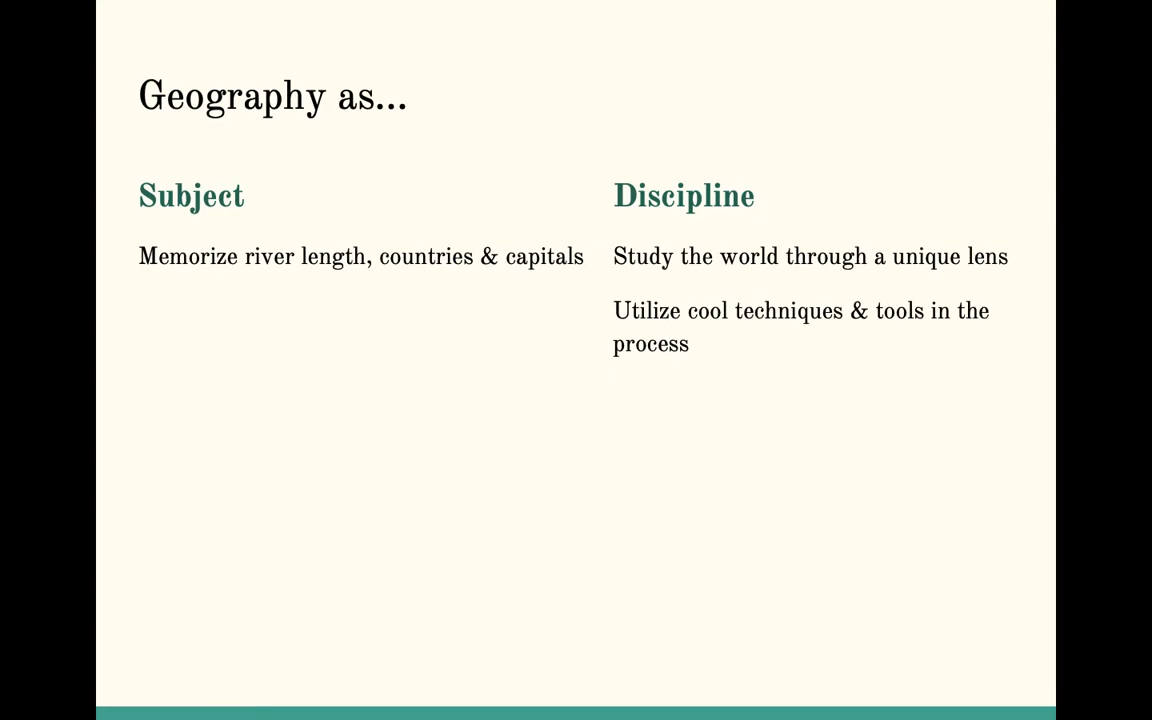 Geography as...
Subject
Memorize river length, countries & capitals
Discipline
Study the world through a unique lens
Utilize cool techniques & tools in the
process